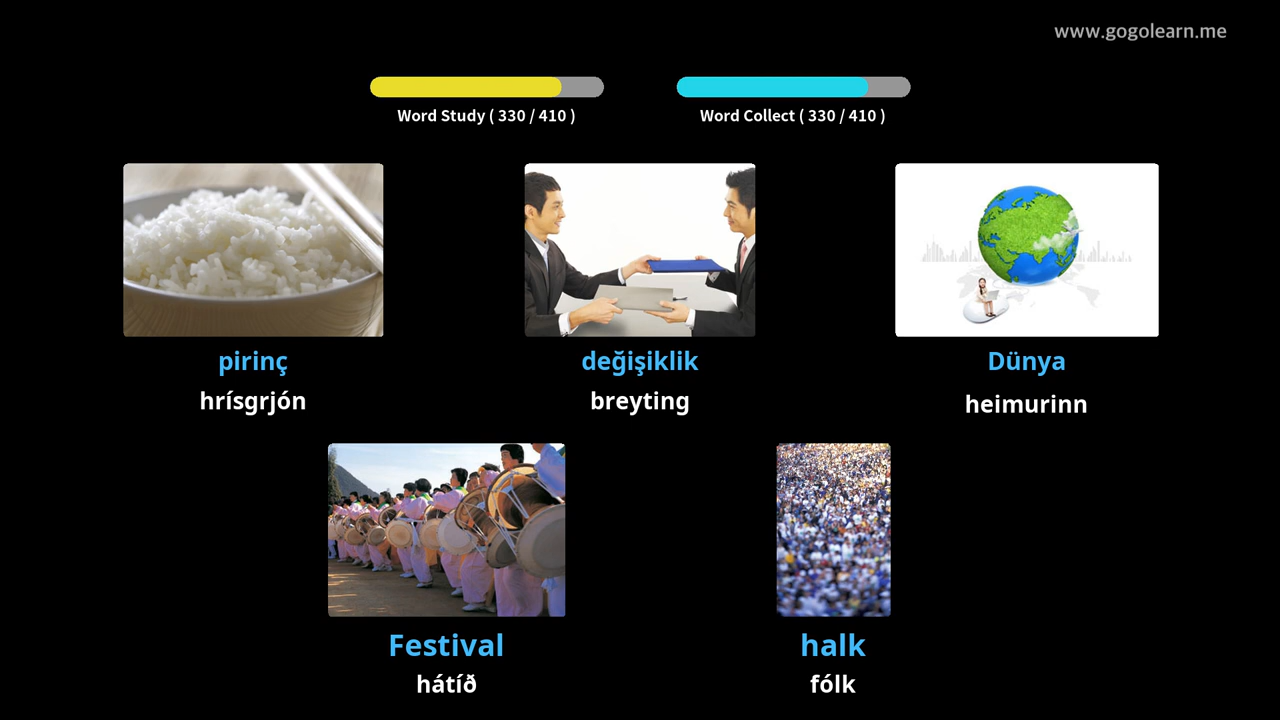 www.gogolearn.me
Word Study ( 330 / 410 )
Word Collect ( 330 / 410 )
pirinç
hrísgrjón
değişiklik
breyting
Dünya
heimurinn
Festival
hátíð
halk
fólk